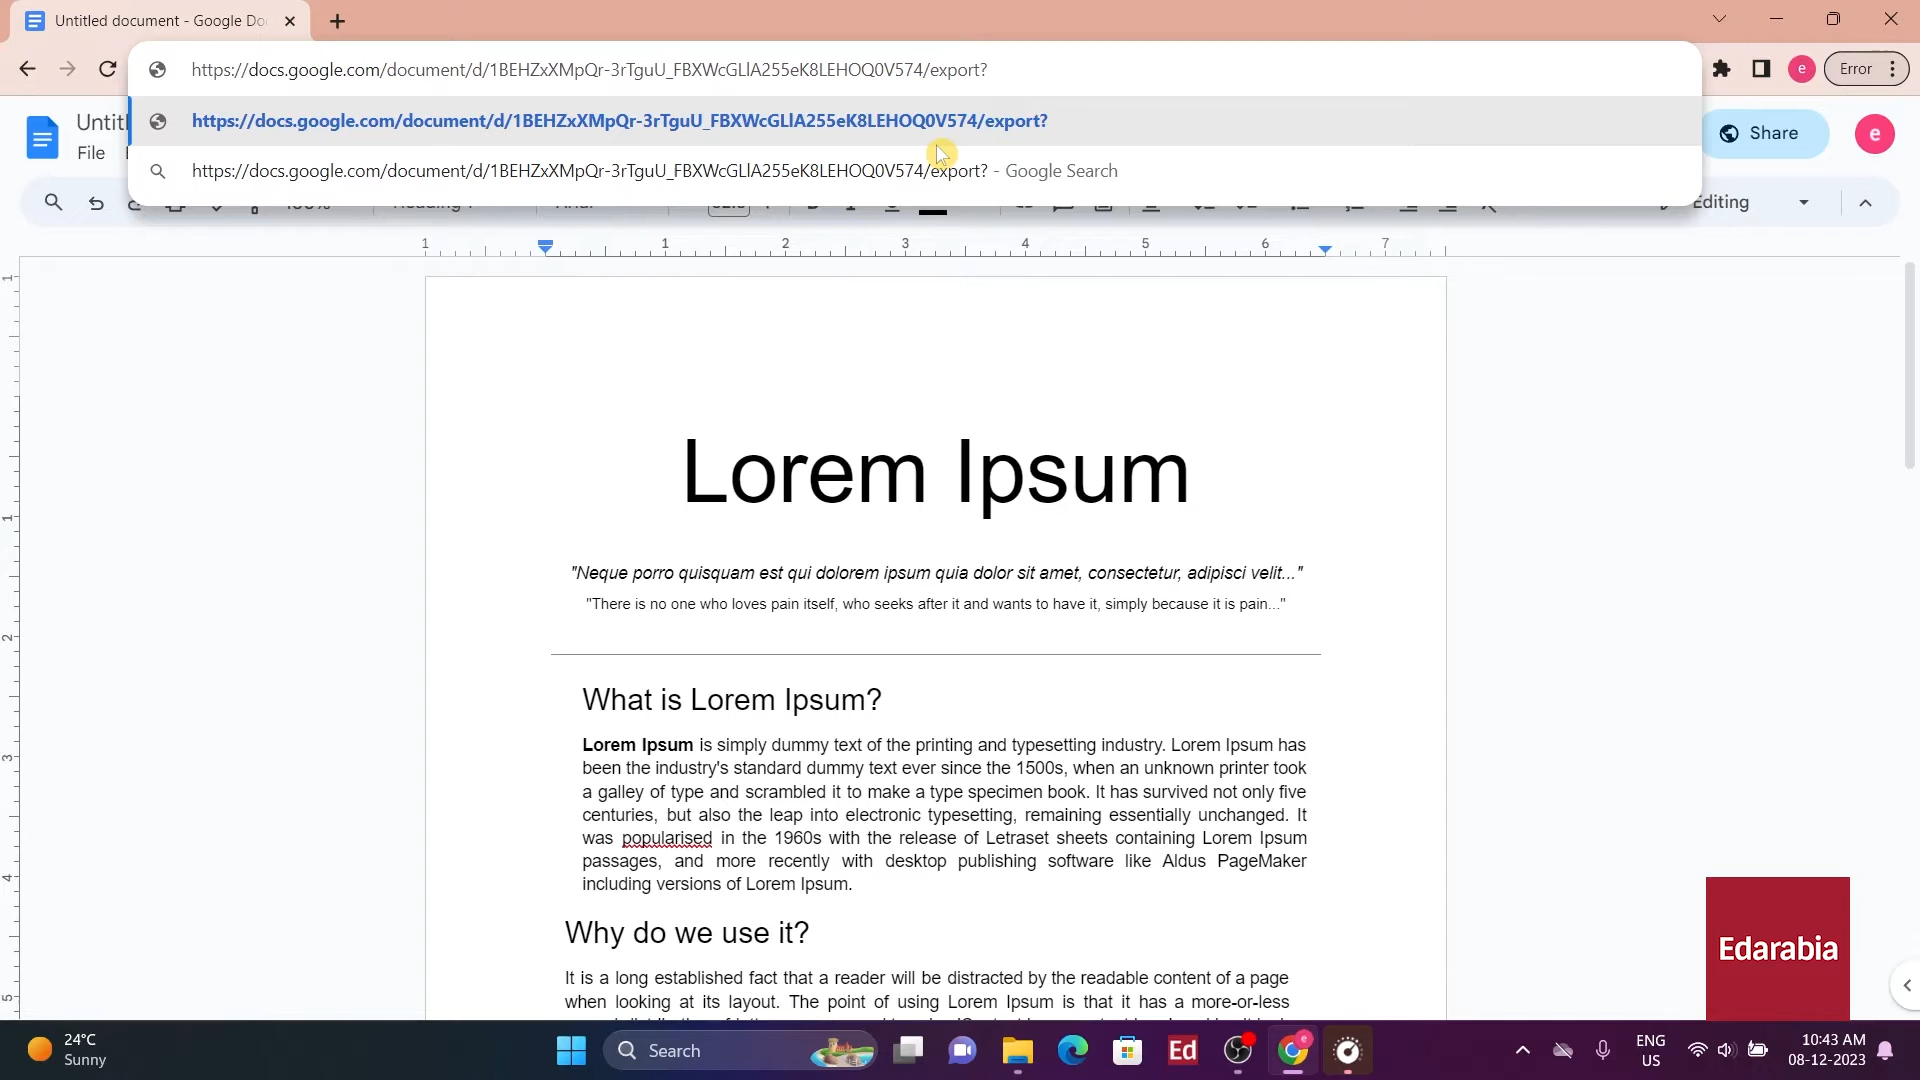 Untitled document - Google Do
https://docs.google.com/document/d/1BEHZxXMpQr-3rTguU_FBXWcGLlA255eK8LEHOQ0V574/export?
e
Error
https://docs.google.com/document/d/1BEHZxXMpQr-3rTguU_FBXWcGLlA255eK8LEHOQ0V574/export?
https://docs.google.com/document/d/1BEHZxXMpQr-3rTguU_FBXWcGLlA255eK8LEHOQ0V574/export? - Google Search
Untitl
File
Share
e
Editing
1 1 2 3 4 5 6 7
Lorem Ipsum
"Neque porro quisquam est qui dolorem ipsum quia dolor sit amet, consectetur, adipisci velit..."
"There is no one who loves pain itself, who seeks after it and wants to have it, simply because it is pain..."
What is Lorem Ipsum?
Lorem Ipsum is simply dummy text of the printing and typesetting industry. Lorem Ipsum has
been the industry's standard dummy text ever since the 1500s, when an unknown printer took
a galley of type and scrambled it to make a type specimen book. It has survived not only five
centuries, but also the leap into electronic typesetting, remaining essentially unchanged. It
was popularised in the 1960s with the release of Letraset sheets containing Lorem Ipsum
passages, and more recently with desktop publishing software like Aldus PageMaker
including versions of Lorem Ipsum.
Why do we use it?
It is a long established fact that a reader will be distracted by the readable content of a page
when looking at its layout. The point of using Lorem Ipsum is that it has a more-or-less
1
1
2
3
4
5
Edarabia
24°C
Sunny
Search
Ed
e
ENG
US
10:43 AM
08-12-2023